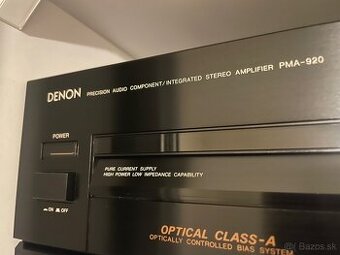 DENON PRECISION AUDIO COMPONENT/INTEGRATED STEREO AMPLIFIER PMA-920
POWER
PURE CURRENT SUPPLY
HIGH POWER LOW IMPEDANCE CAPABILITY
ON OFF
OPTICAL CLASS-A
OPTICALLY CONTROLLED BIAS SYSTEM
Bazos.sk